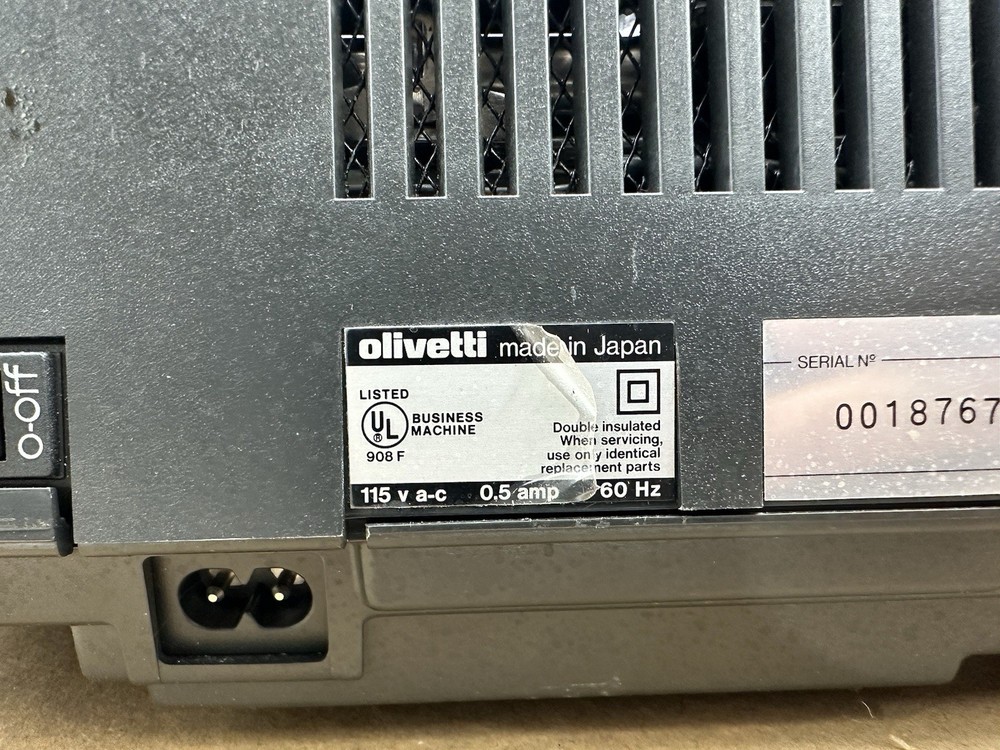 o-off
olivetti made in Japan
LISTED
UL ®
BUSINESS
MACHINE
908 F
Double insulated
When servicing,
use only identical
replacement parts
115 v a-c 0.5 amp 60 Hz
SERIAL Nº
0018767